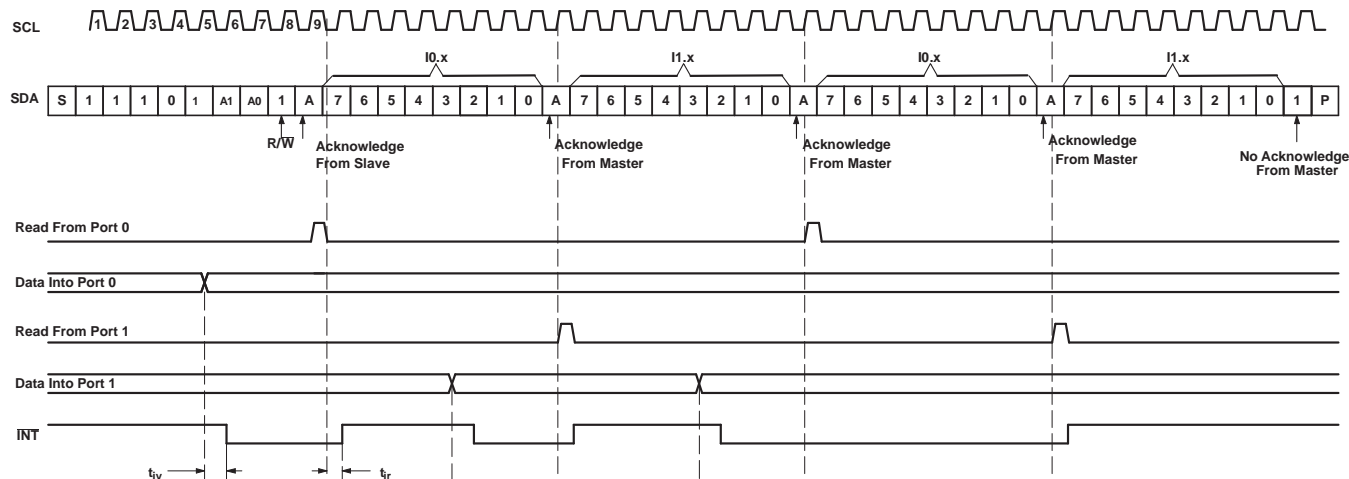 SCL 1 2 3 4 5 6 7 8 9
I0.x I1.x I0.x I1.x
SDA S 1 1 1 0 1 A1 A0 1 A 7 6 5 4 3 2 1 0 A 7 6 5 4 3 2 1 0 A 7 6 5 4 3 2 1 0 A 7 6 5 4 3 2 1 0 1 P
R/W̅
Acknowledge
From Slave
Acknowledge
From Master
Acknowledge
From Master
Acknowledge
From Master
No Acknowledge
From Master
Read From Port 0
Data Into Port 0
Read From Port 1
Data Into Port 1
I̅N̅T̅
tiv tir